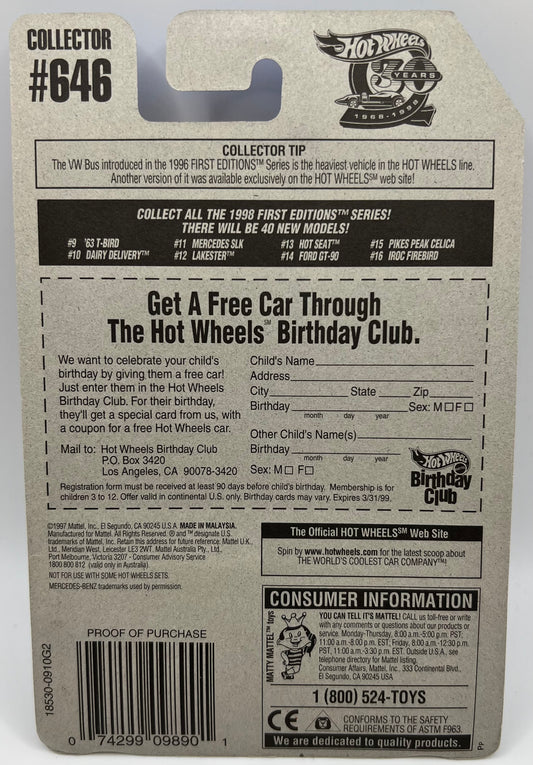 COLLECTOR
#646
HOT WHEELS
30
YEARS
1968-1998
COLLECTOR TIP
The VW Bus introduced in the 1996 FIRST EDITIONS™ Series is the heaviest vehicle in the HOT WHEELS line.
Another version of it was available exclusively on the HOT WHEELS℠ web site!
COLLECT ALL THE 1998 FIRST EDITIONS™ SERIES!
THERE WILL BE 40 NEW MODELS!
#9 '63 T-BIRD #11 MERCEDES SLK #13 HOT SEAT™ #15 PIKES PEAK CELICA
#10 DAIRY DELIVERY™ #12 LAKESTER™ #14 FORD GT-90 #16 IROC FIREBIRD
Get A Free Car Through
The Hot Wheels℠ Birthday Club.
We want to celebrate your child's
birthday by giving them a free car!
Just enter them in the Hot Wheels
Birthday Club. For their birthday,
they'll get a special card from us, with
a coupon for a free Hot Wheels car.
Mail to: Hot Wheels Birthday Club
P.O. Box 3420
Los Angeles, CA 90078-3420
Child's Name
Address
City State Zip
Birthday Sex: M□ F□
month - day - year
Other Child's Name(s)
Birthday
month - day - year
Sex: M□ F□
HOT WHEELS
Birthday
Club
Registration form must be received at least 90 days before child's birthday. Membership is for
children 3 to 12. Offer valid in continental U.S. only. Birthday cards may vary. Expires 3/31/99.
©1997 Mattel, Inc., El Segundo, CA 90245 U.S.A. MADE IN MALAYSIA.
Manufactured for Mattel. All Rights Reserved. ® and ™ designate U.S.
trademarks of Mattel, Inc. Retain this address for future reference: Mattel U.K.
Ltd., Meridian West, Leicester LE3 2WT. Mattel Australia Pty., Ltd.,
Port Melbourne, Victoria 3207 - Consumer Advisory Service
1800 800 812 (valid only in Australia).
NOT FOR USE WITH SOME HOT WHEELS SETS.
MERCEDES-BENZ trademarks used by permission.
The Official HOT WHEELS℠ Web Site
Spin by www.hotwheels.com for the latest scoop about
THE WORLD'S COOLEST CAR COMPANY™!
CONSUMER INFORMATION
MATTY MATTEL™ toys
YOU CAN TELL IT'S MATTEL! CALL us toll-free or write
with any comments or questions about our products or
service. Monday-Thursday, 8:00 a.m.-5:00 p.m. PST;
11:00 a.m.-8:00 p.m. EST; Friday, 8:00 a.m.-12:30 p.m.
PST, 11:00 a.m.-3:30 p.m. EST. Outside U.S.A., see
telephone directory for Mattel listing.
Consumer Affairs, Mattel, Inc., 333 Continental Blvd.,
El Segundo, CA 90245 USA
1 (800) 524-TOYS
CE
CONFORMS TO THE SAFETY
REQUIREMENTS OF ASTM F963.
We are dedicated to quality products.
PP
PROOF OF PURCHASE
18530-0910G2
0 74299 09890 1